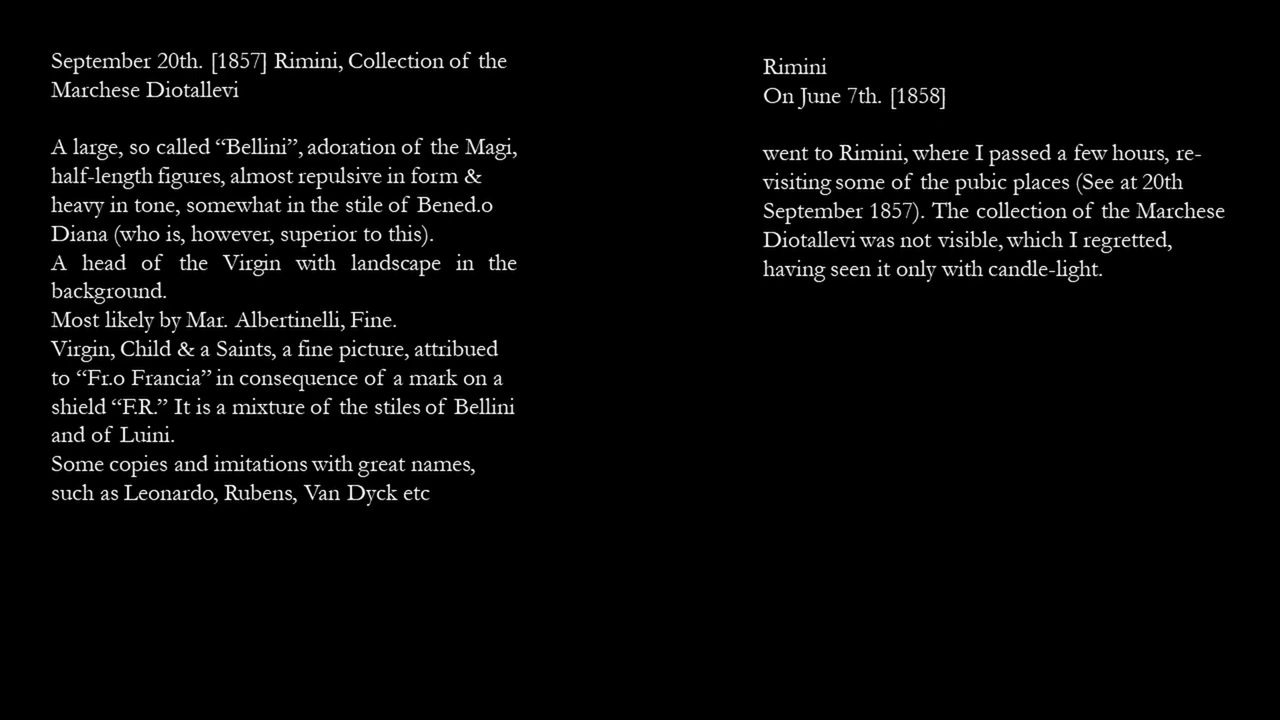 September 20th. [1857] Rimini, Collection of the
Marchese Diotallevi
A large, so called “Bellini”, adoration of the Magi,
half-length figures, almost repulsive in form &
heavy in tone, somewhat in the stile of Bened.o
Diana (who is, however, superior to this).
A head of the Virgin with landscape in the
background.
Most likely by Mar. Albertinelli, Fine.
Virgin, Child & a Saints, a fine picture, attribued
to “Fr.o Francia” in consequence of a mark on a
shield “F.R.” It is a mixture of the stiles of Bellini
and of Luini.
Some copies and imitations with great names,
such as Leonardo, Rubens, Van Dyck etc
Rimini
On June 7th. [1858]
went to Rimini, where I passed a few hours, re-
visiting some of the pubic places (See at 20th
September 1857). The collection of the Marchese
Diotallevi was not visible, which I regretted,
having seen it only with candle-light.